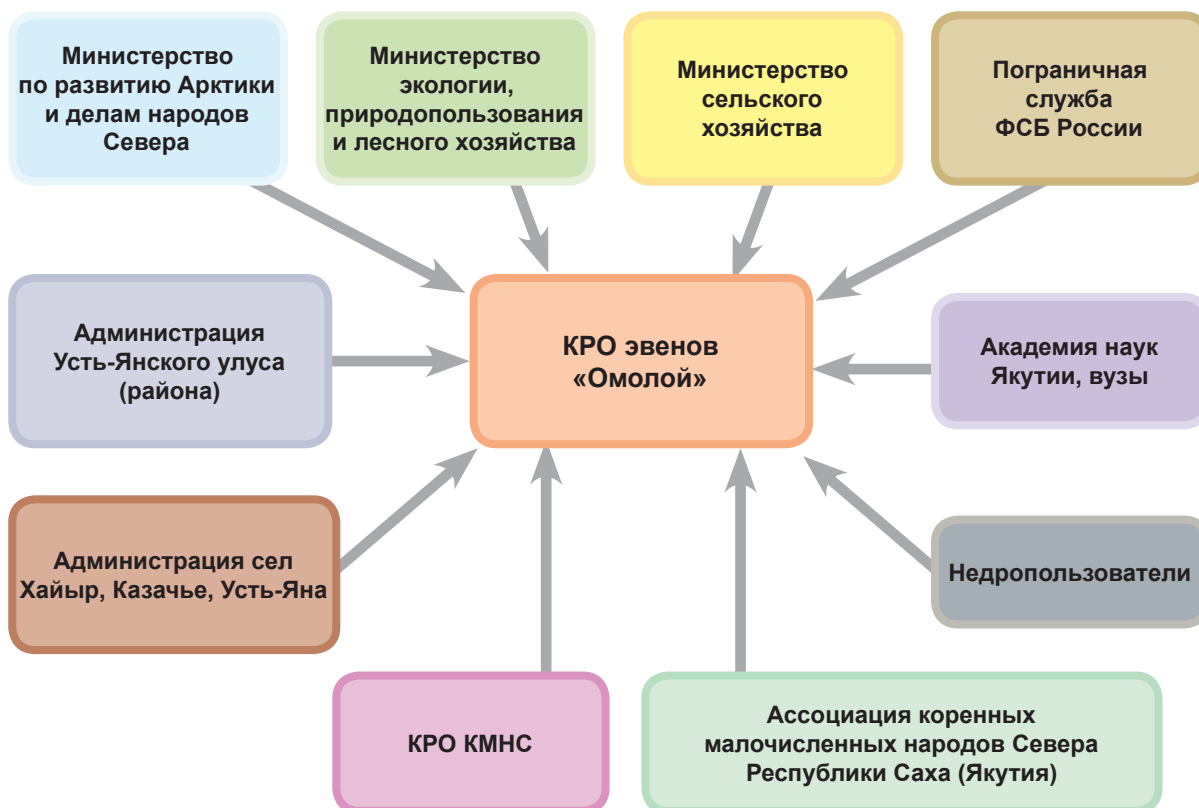 Министерство
по развитию Арктики
и делам народов
Севера
Министерство
экологии,
природопользования
и лесного хозяйства
Министерство
сельского
хозяйства
Пограничная
служба
ФСБ России
Администрация
Усть-Янского улуса
(района)
КРО эвенов
«Омолой»
Академия наук
Якутии, вузы
Администрация сел
Хайыр, Казачье, Усть-Яна
Недропользователи
КРО КМНС
Ассоциация коренных
малочисленных народов Севера
Республики Саха (Якутия)